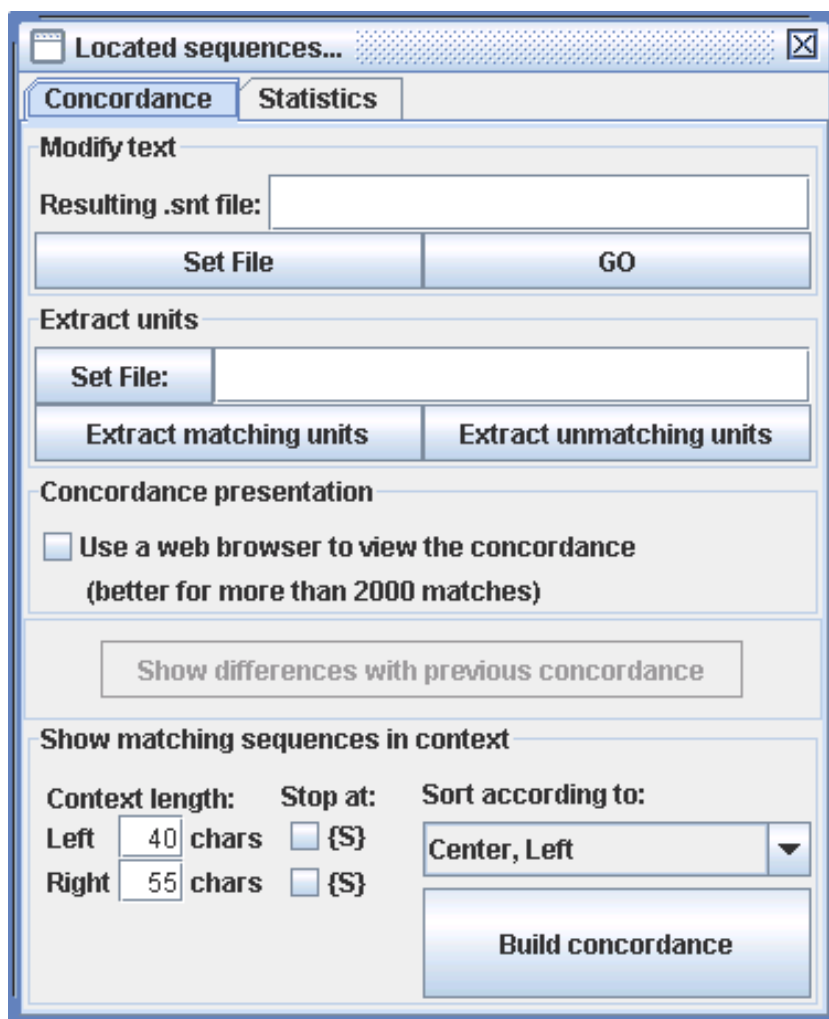 Located sequences...
Concordance Statistics
Modify text
Resulting .snt file:
Set File GO
Extract units
Set File:
Extract matching units Extract unmatching units
Concordance presentation
Use a web browser to view the concordance
(better for more than 2000 matches)
Show differences with previous concordance
Show matching sequences in context
Context length: Stop at: Sort according to:
Left 40 chars {S}
Center, Left
Right 55 chars {S}
Build concordance